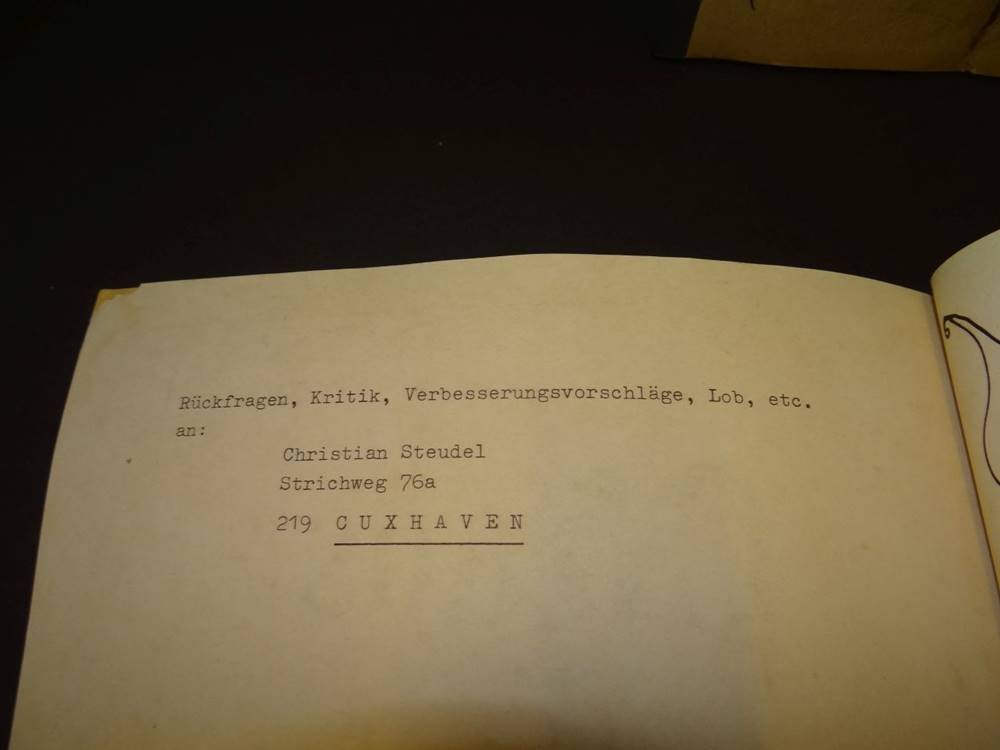 Rückfragen, Kritik, Verbesserungsvorschläge, Lob, etc.
an:
Christian Steudel
Strichweg 76a
219 C U X H A V E N